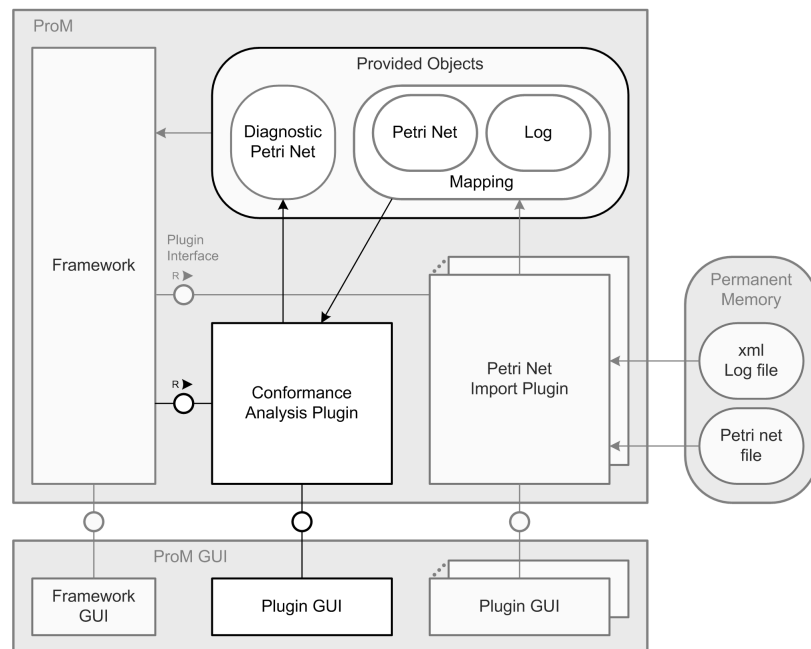 ProM
Provided Objects
Diagnostic
Petri Net
Petri Net
Log
Mapping
Plugin
Interface
R
Framework
Permanent
Memory
xml
Log file
Petri Net
Import Plugin
R
Conformance
Analysis Plugin
Petri net
file
ProM GUI
Framework
GUI
Plugin GUI
Plugin GUI